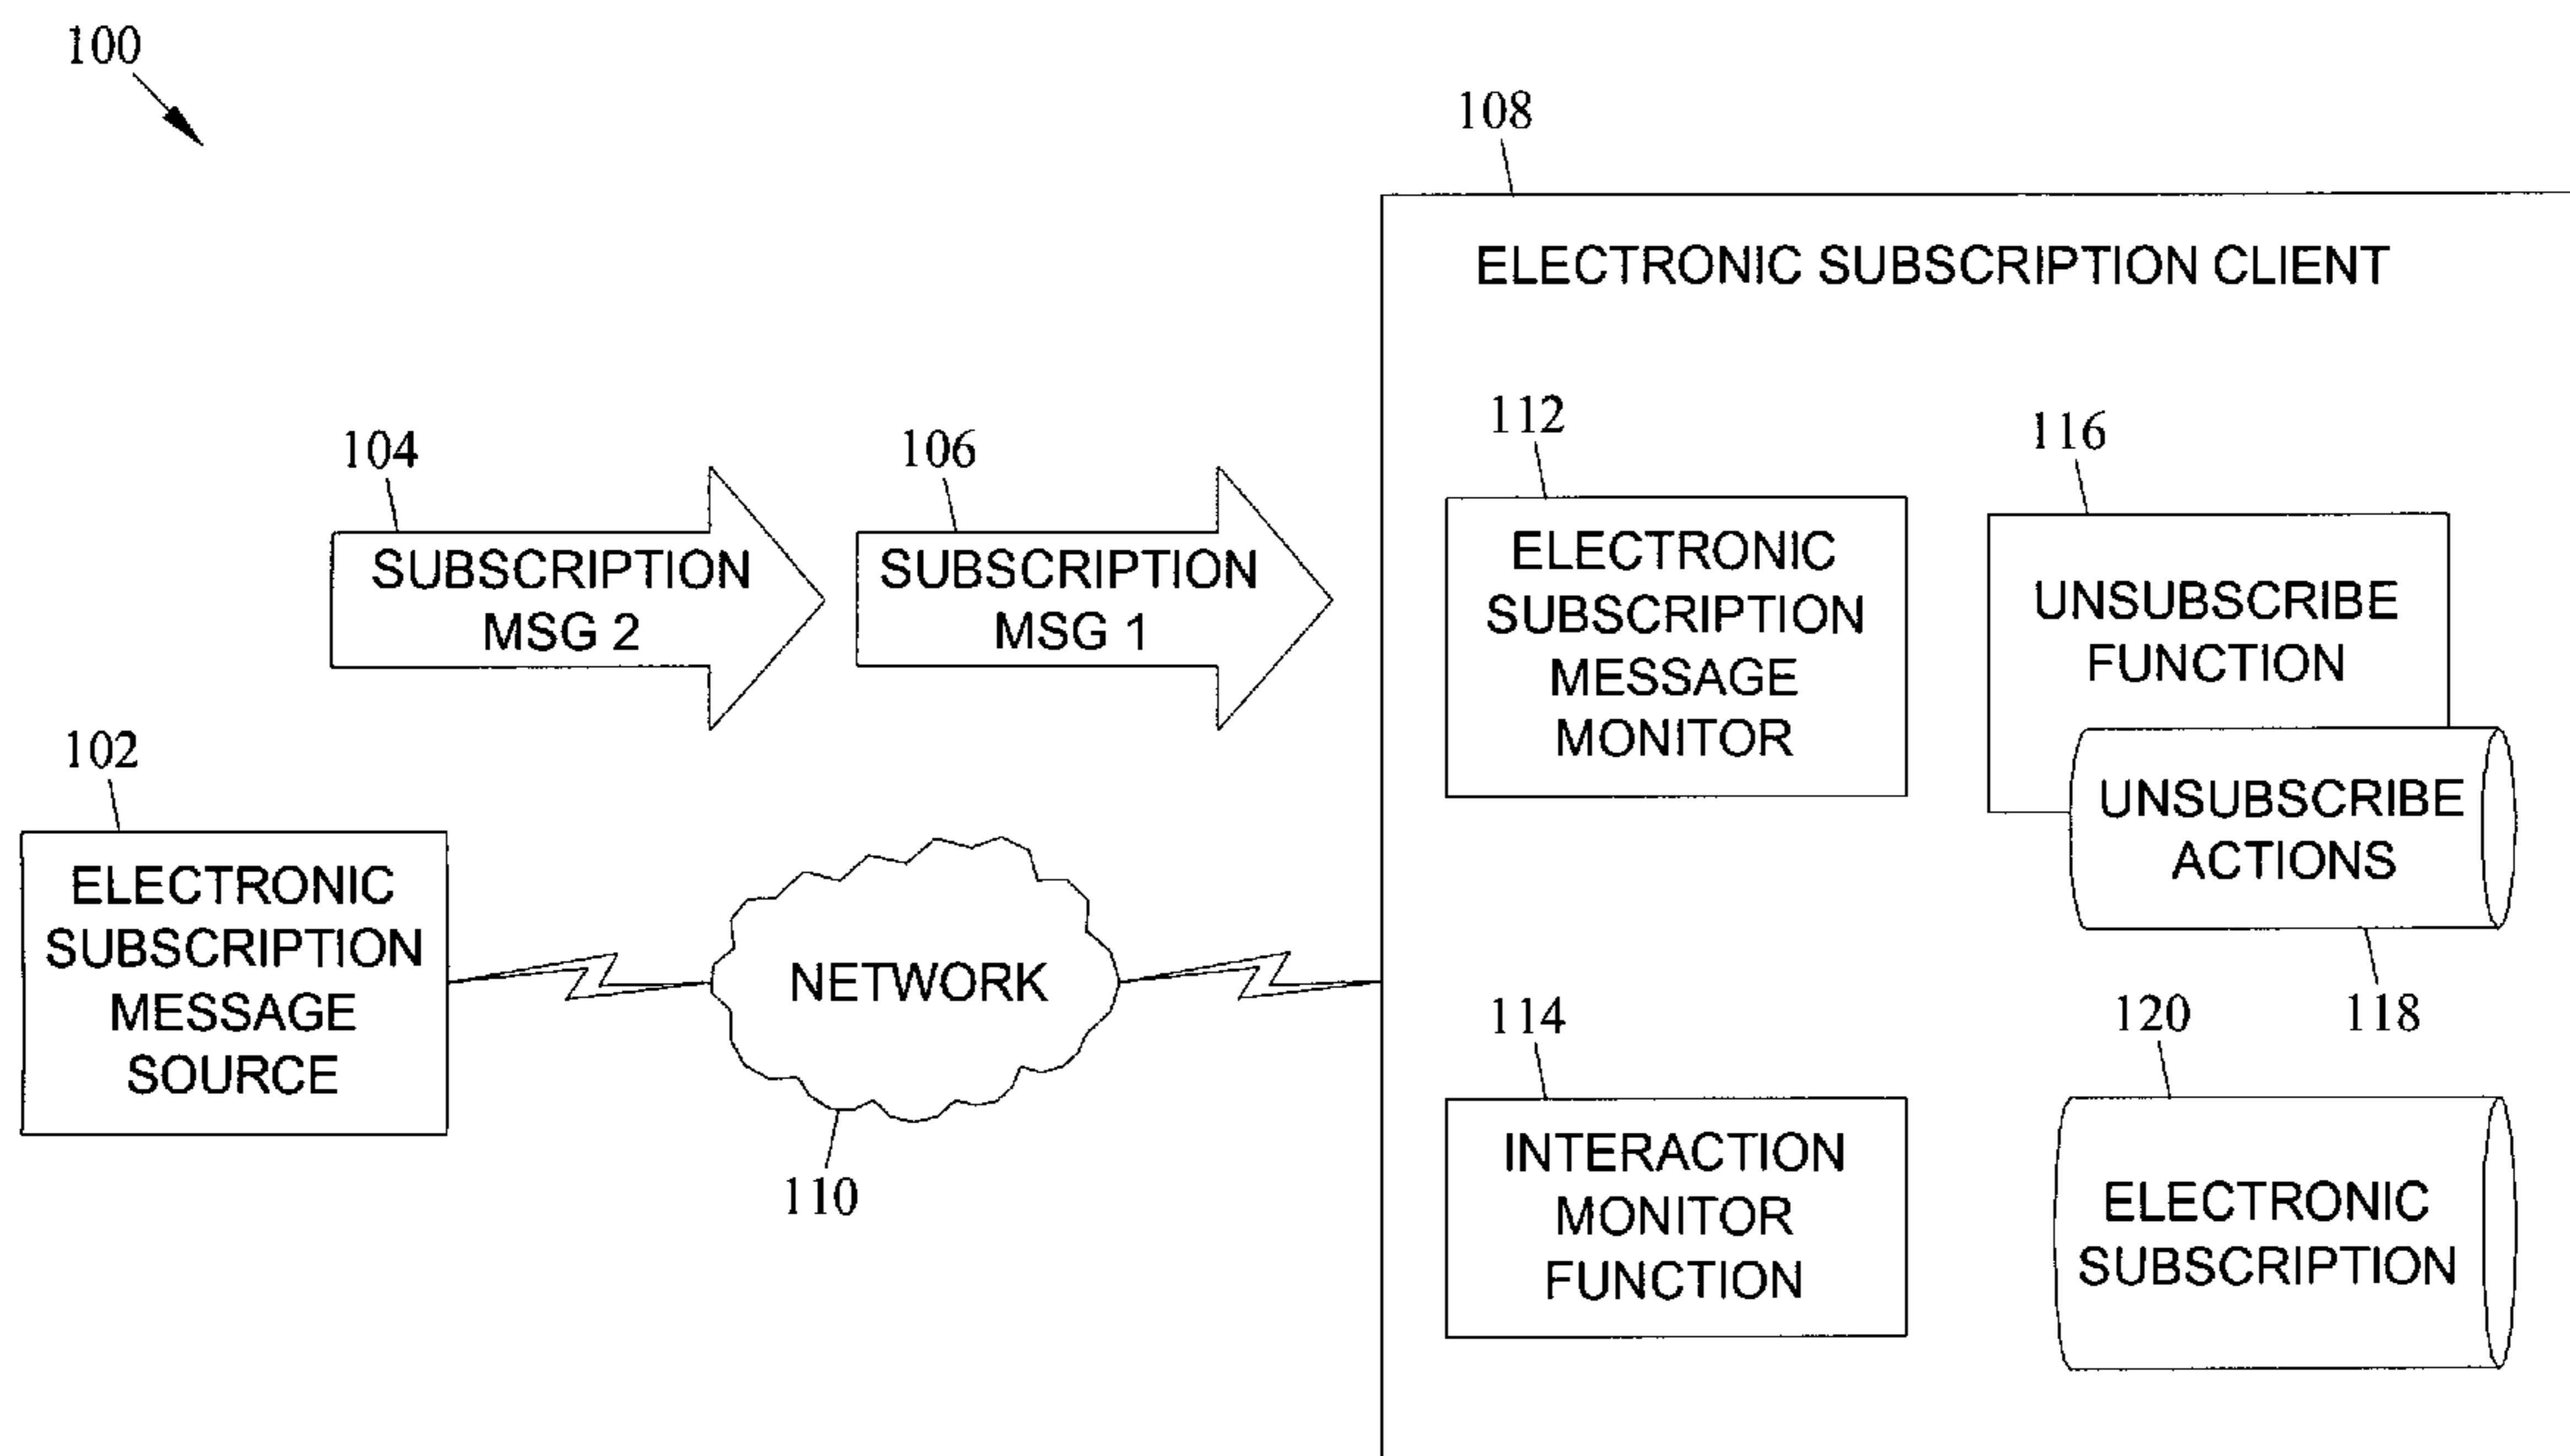 100
108
ELECTRONIC SUBSCRIPTION CLIENT
104
SUBSCRIPTION
MSG 2
106
SUBSCRIPTION
MSG 1
112
ELECTRONIC
SUBSCRIPTION
MESSAGE
MONITOR
116
UNSUBSCRIBE
FUNCTION
UNSUBSCRIBE
ACTIONS
118
102
ELECTRONIC
SUBSCRIPTION
MESSAGE
SOURCE
NETWORK
110
114
INTERACTION
MONITOR
FUNCTION
120
ELECTRONIC
SUBSCRIPTION